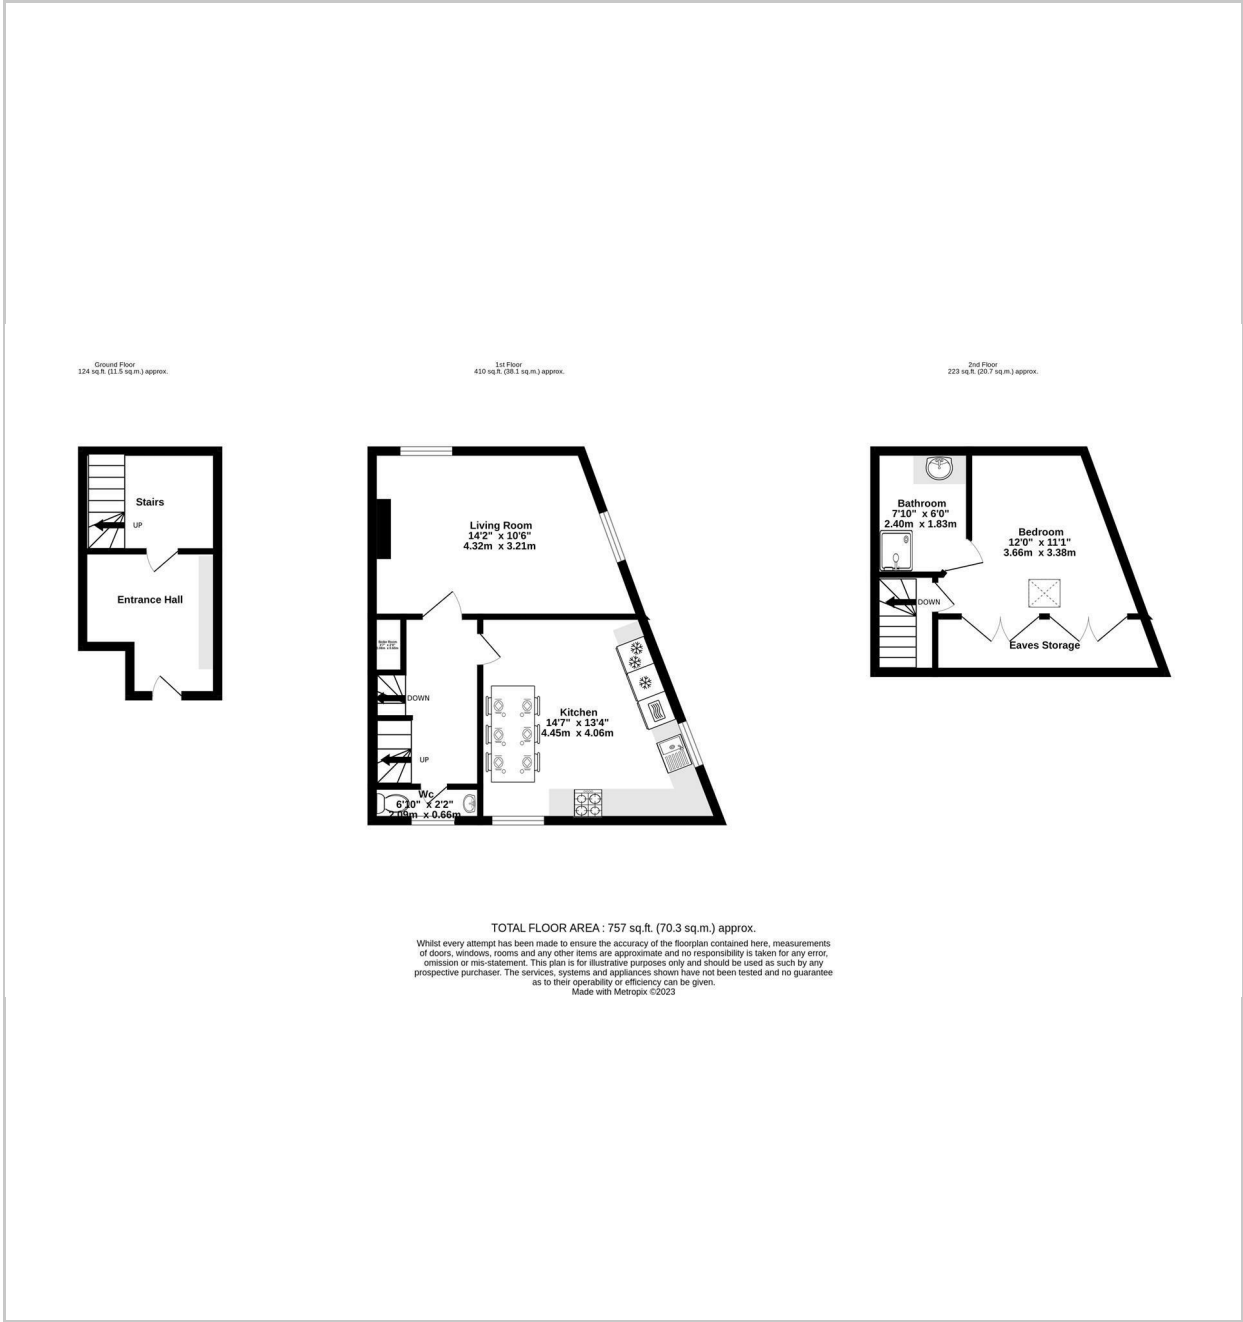 Ground Floor
124 sq.ft. (11.5 sq.m.) approx.
Stairs
UP
Entrance Hall
1st Floor
410 sq.ft. (38.1 sq.m.) approx.
Living Room
14'2" x 10'6"
4.32m x 3.21m
Boiler Room
DOWN
UP
Kitchen
14'7" x 13'4"
4.45m x 4.06m
Wc
6'10" x 2'2"
2.09m x 0.66m
2nd Floor
223 sq.ft. (20.7 sq.m.) approx.
Bathroom
7'10" x 6'0"
2.40m x 1.83m
Bedroom
12'0" x 11'1"
3.66m x 3.38m
DOWN
Eaves Storage
TOTAL FLOOR AREA : 757 sq.ft. (70.3 sq.m.) approx.
Whilst every attempt has been made to ensure the accuracy of the floorplan contained here, measurements
of doors, windows, rooms and any other items are approximate and no responsibility is taken for any error,
omission or mis-statement. This plan is for illustrative purposes only and should be used as such by any
prospective purchaser. The services, systems and appliances shown have not been tested and no guarantee
as to their operability or efficiency can be given.
Made with Metropix ©2023